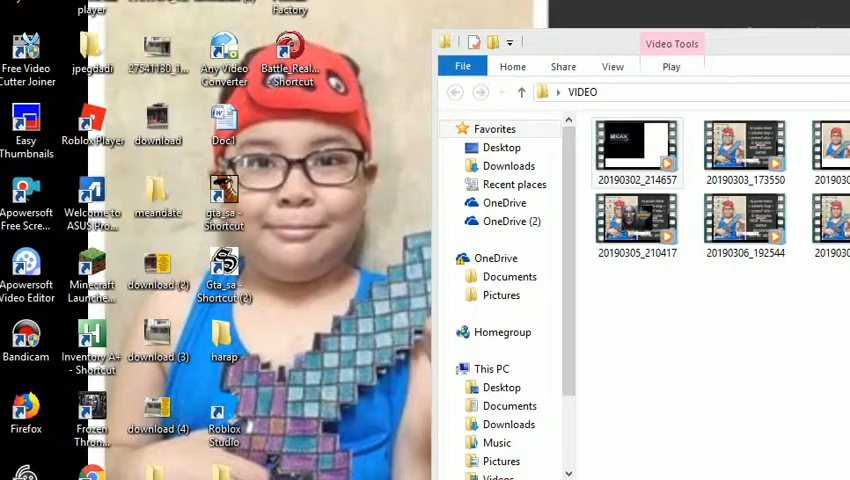 player
Factory
Free Video
Cutter Joiner
jpegdadi
27541180_1...
Any Video
Converter
Battle_Real...
- Shortcut
Easy
Thumbnails
Roblox Player
download
Doc1
Apowersoft
Free Scre...
Welcome to
ASUS Pro...
meandate
gta_sa -
Shortcut
Apowersoft
Video Editor
Minecraft
Launche...
download (2)
Gta_sa -
Shortcut (2)
Bandicam
Inventory A+
- Shortcut
download (3)
harap
Firefox
Frozen
Thron...
download (4)
Roblox
Studio
Video Tools
File
Home
Share
View
Play
VIDEO
Favorites
Desktop
Downloads
Recent places
OneDrive
OneDrive (2)
OneDrive
Documents
Pictures
Homegroup
This PC
Desktop
Documents
Downloads
Music
Pictures
Videos
20190302_214657
20190303_173550
2019030
20190305_210417
20190306_192544
2019030